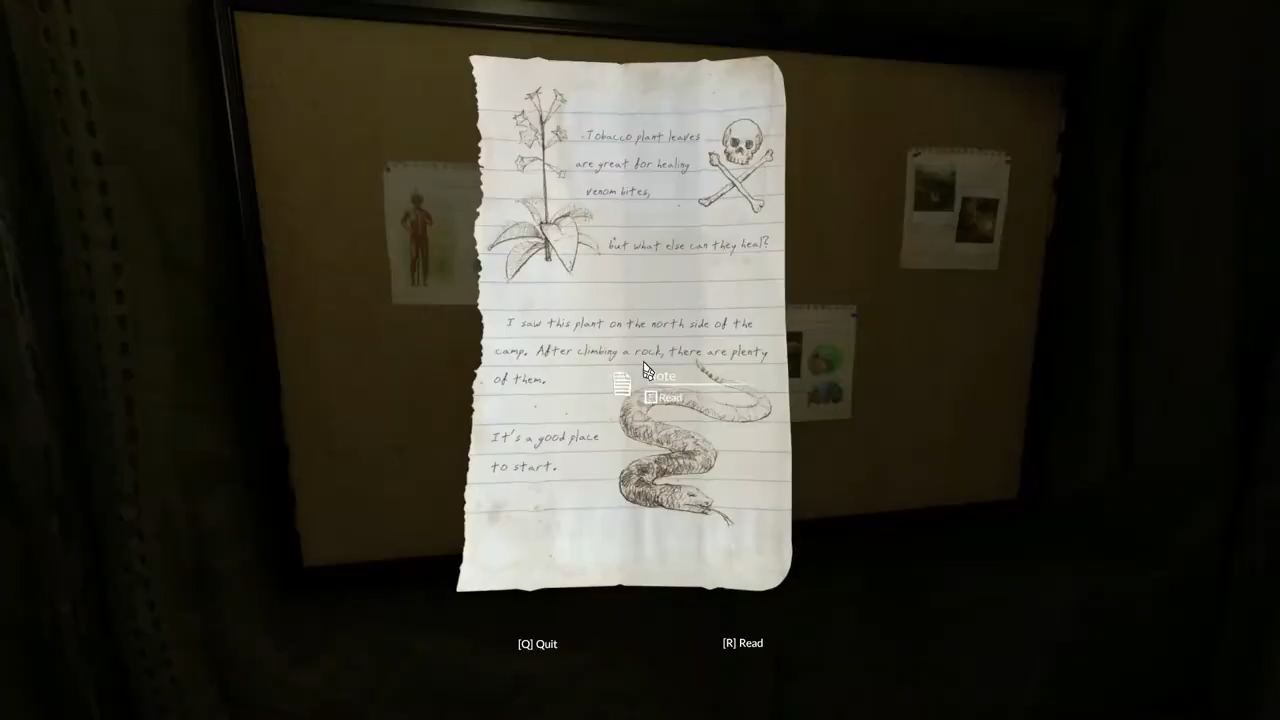 .Tobacco plant leaves
are great for healing
venom bites,
but what else can they heal?
I saw this plant on the north side of the
camp. After climbing a rock, there are plenty
of them.
Read
It's a good place
to start.
[Q] Quit
[R] Read